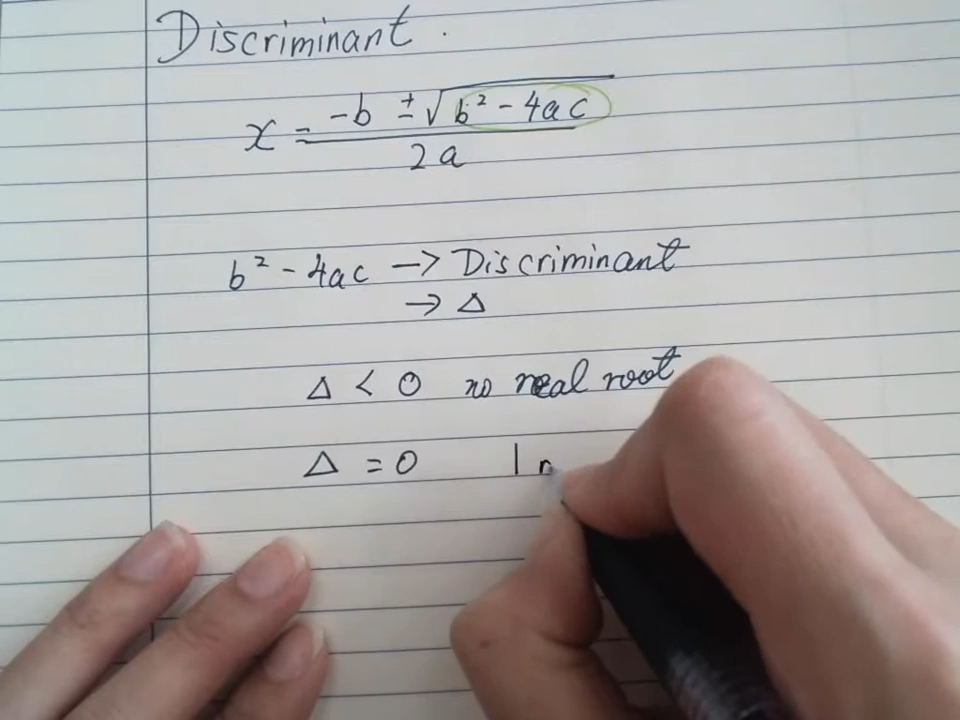 Discriminant.
x = -b ± √b² - 4ac / 2a
b² - 4ac → Discriminant
→ Δ
Δ < 0 no real root
Δ = 0 1